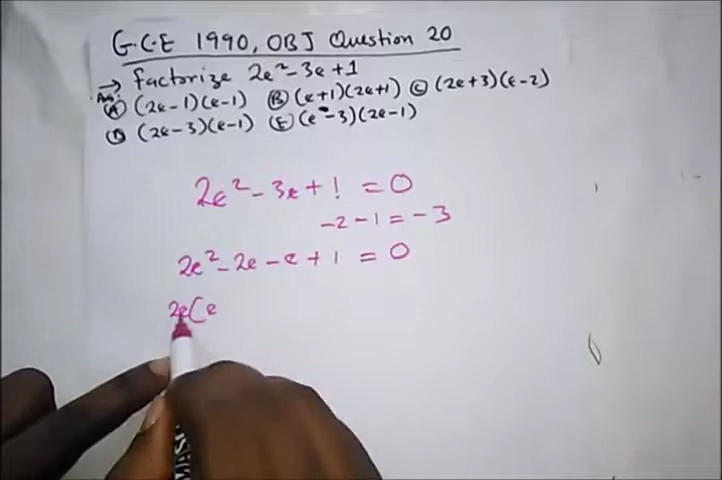 G.C.E 1990, OBJ Question 20
→ factorize 2e² - 3e + 1
Ans: (A) (2e - 1)(e - 1) (B) (e + 1)(2e + 1) (C) (2e + 3)(e - 2)
(D) (2e - 3)(e - 1) (E) (e - 3)(2e - 1)
2e² - 3e + 1 = 0
-2 - 1 = -3
2e² - 2e - e + 1 = 0
2e(e